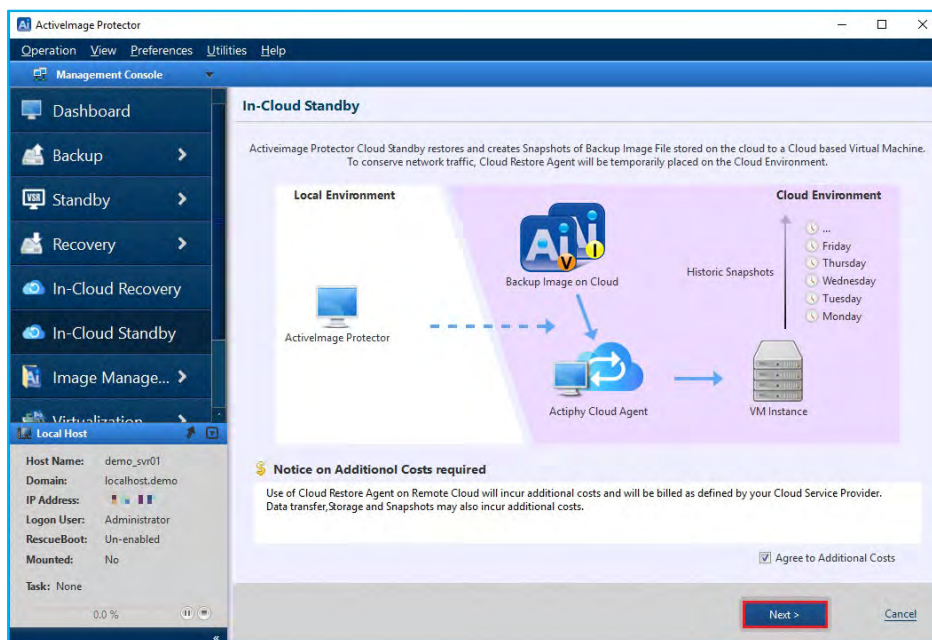 ActiveImage Protector
Operation View Preferences Utilities Help
Management Console
Dashboard
Backup
Standby
Recovery
In-Cloud Recovery
In-Cloud Standby
Image Manage...
Virtualization
Local Host
Host Name: demo_svr01
Domain: localhost.demo
IP Address:
Logon User: Administrator
RescueBoot: Un-enabled
Mounted: No
Task: None
0.0 %
In-Cloud Standby
Activeimage Protector Cloud Standby restores and creates Snapshots of Backup Image File stored on the cloud to a Cloud based Virtual Machine.
To conserve network traffic, Cloud Restore Agent will be temporarily placed on the Cloud Environment.
Local Environment
Cloud Environment
ActiveImage Protector
Backup Image on Cloud
Historic Snapshots
...
Friday
Thursday
Wednesday
Tuesday
Monday
Actiphy Cloud Agent
VM Instance
Notice on Additionol Costs required
Use of Cloud Restore Agent on Remote Cloud will incur additional costs and will be billed as defined by your Cloud Service Provider.
Data transfer,Storage and Snapshots may also incur additional costs.
Agree to Additional Costs
Next >
Cancel